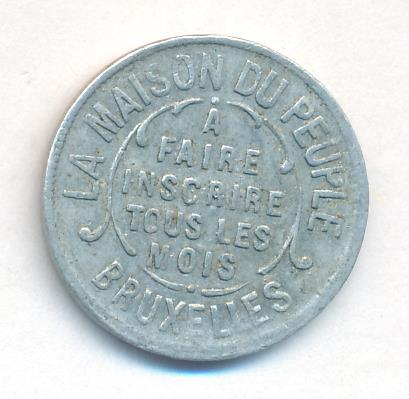 LA MAISON DU PEUPLE
A
FAIRE
INSCRIRE
TOUS LES
MOIS
BRUXELLES